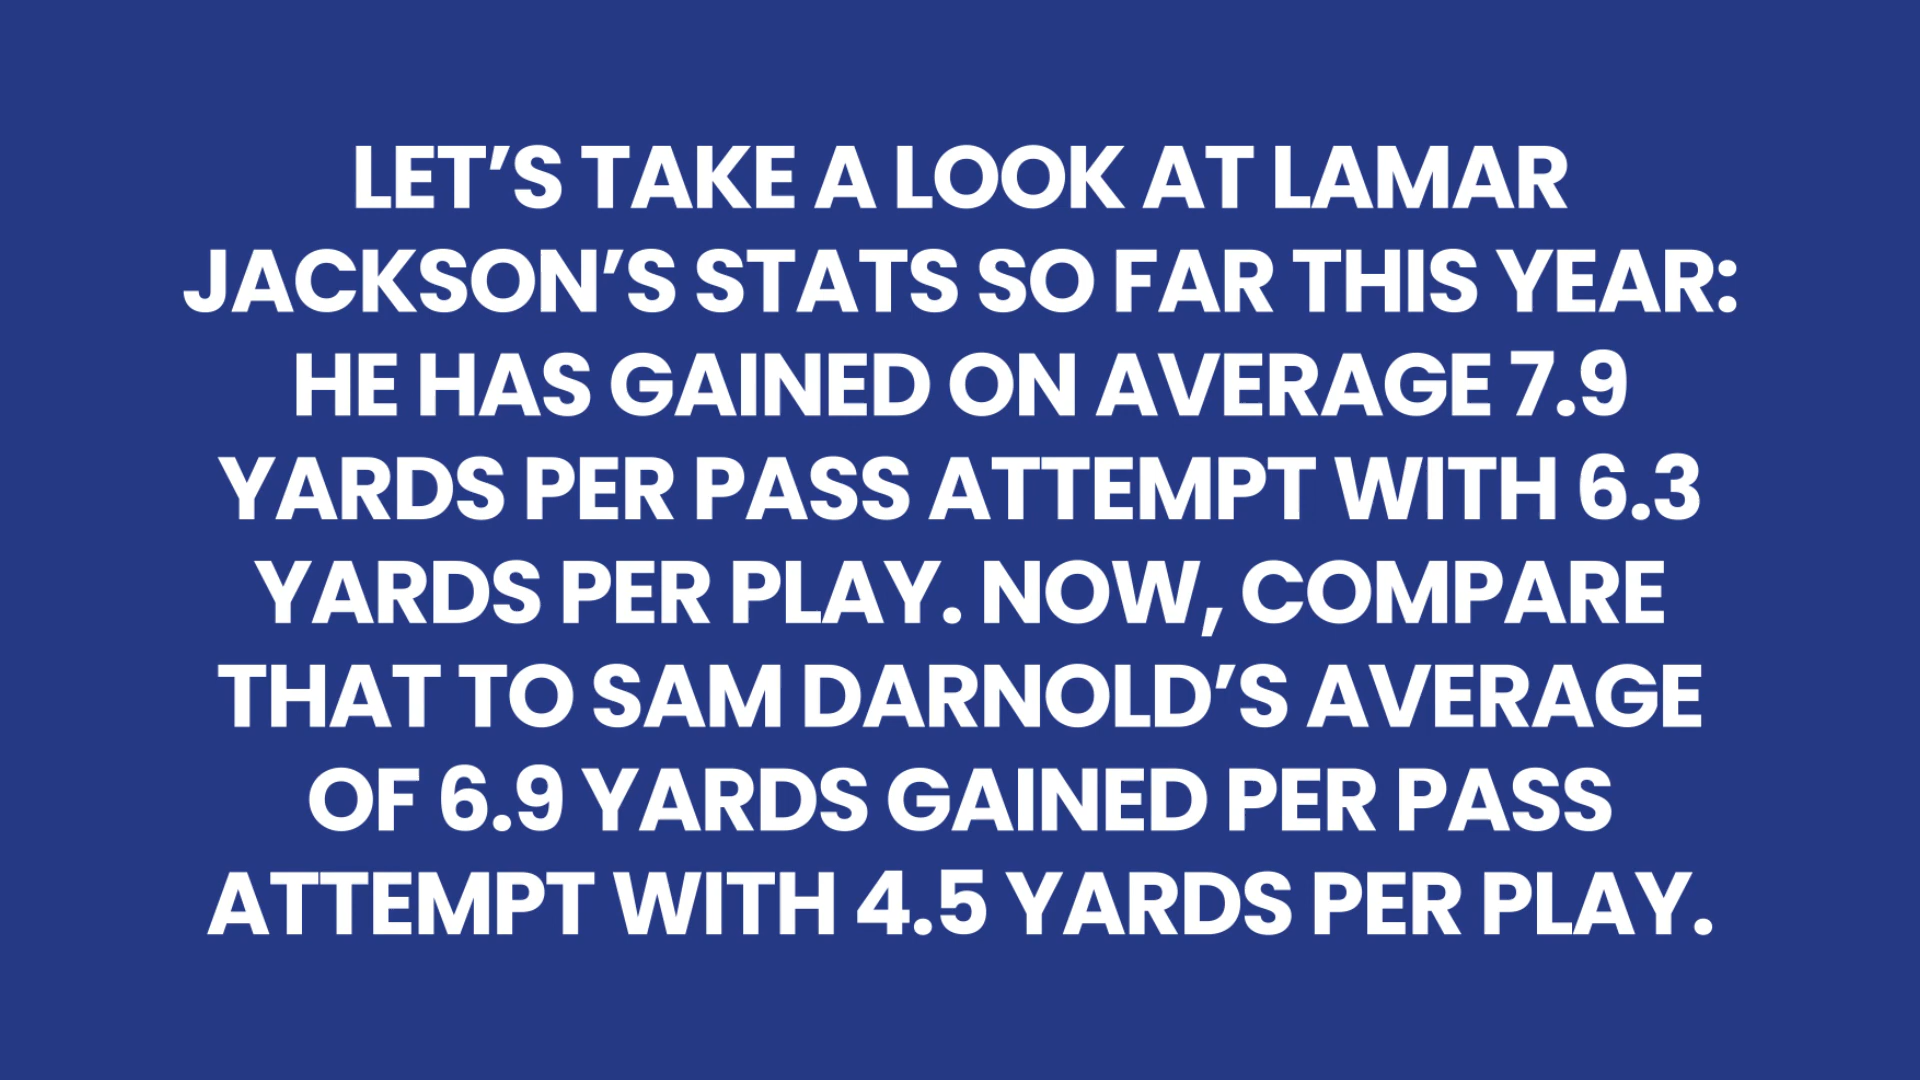 LET’S TAKE A LOOK AT LAMAR
JACKSON’S STATS SO FAR THIS YEAR:
HE HAS GAINED ON AVERAGE 7.9
YARDS PER PASS ATTEMPT WITH 6.3
YARDS PER PLAY. NOW, COMPARE
THAT TO SAM DARNOLD’S AVERAGE
OF 6.9 YARDS GAINED PER PASS
ATTEMPT WITH 4.5 YARDS PER PLAY.